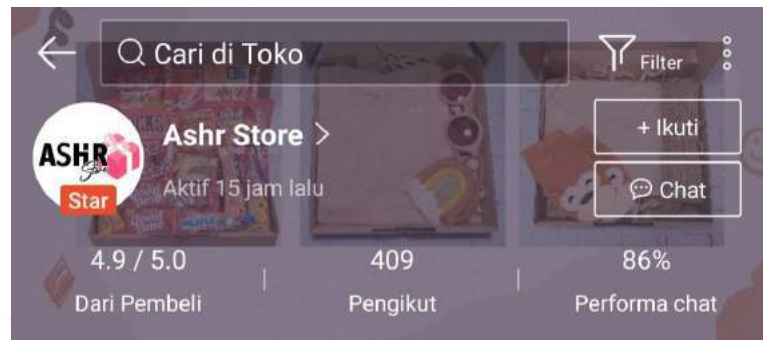 Cari di Toko
Filter
ASHR
Store
Star
Ashr Store >
Aktif 15 jam lalu
+ Ikuti
Chat
4.9 / 5.0
Dari Pembeli
409
Pengikut
86%
Performa chat